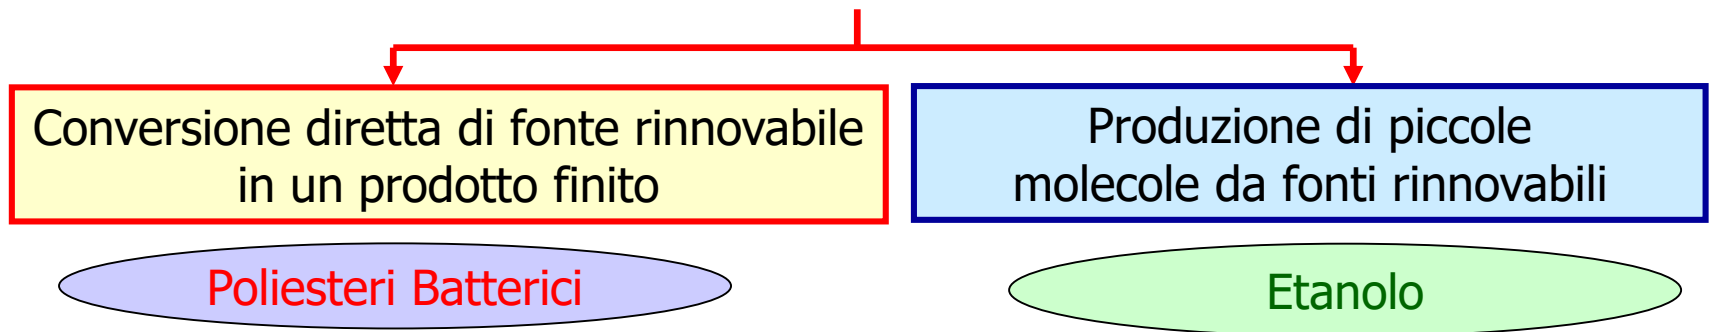 Conversione diretta di fonte rinnovabile
in un prodotto finito
Produzione di piccole
molecole da fonti rinnovabili
Poliesteri Batterici
Etanolo